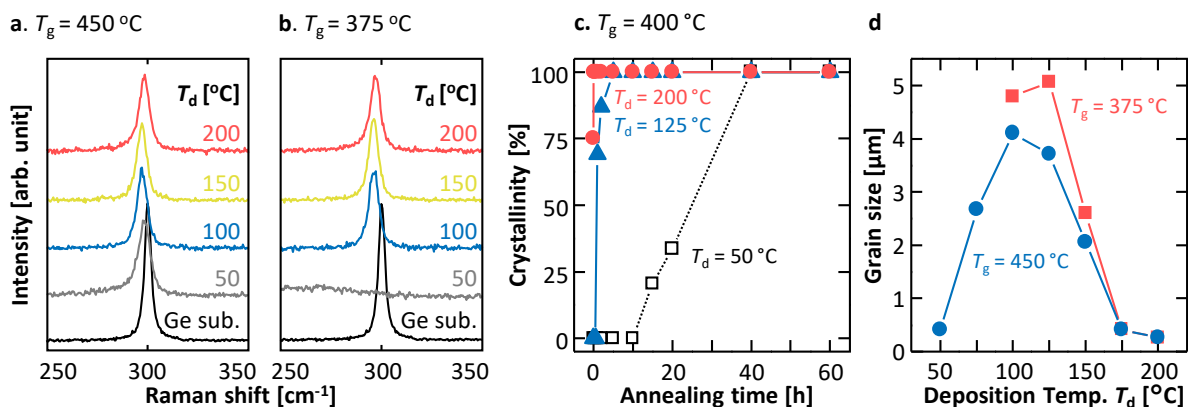 a. Tg = 450 °C
b. Tg = 375 °C
c. Tg = 400 °C
d
Intensity [arb. unit]
Td [°C]
200
150
100
50
Ge sub.
250
300
350
Td [°C]
200
150
100
50
Ge sub.
250
300
350
Raman shift [cm-1]
Crystallinity [%]
100
75
50
25
0
Td = 200 °C
Td = 125 °C
Td = 50 °C
0
20
40
60
Annealing time [h]
Grain size [µm]
5
4
3
2
1
0
Tg = 375 °C
Tg = 450 °C
50
100
150
200
Deposition Temp. Td [°C]